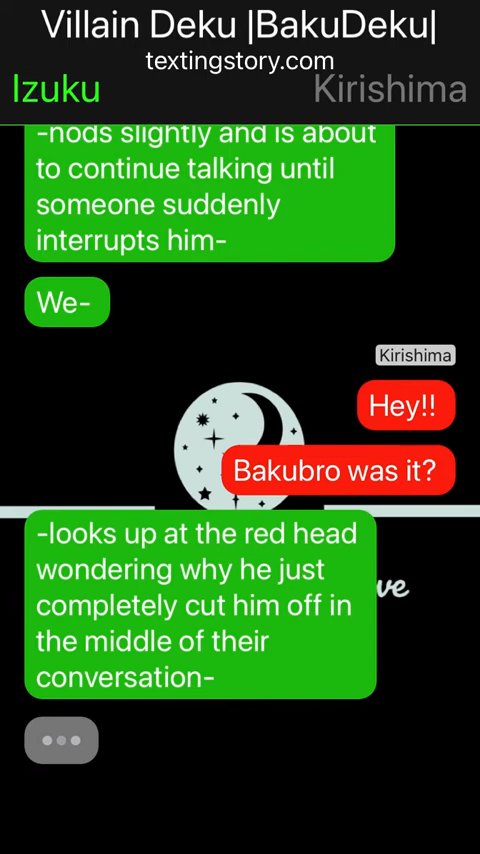 Villain Deku |BakuDeku|
textingstory.com
Izuku
Kirishima
-nods slightly and is about
to continue talking until
someone suddenly
interrupts him-
We-
Kirishima
Hey!!
Bakubro was it?
-looks up at the red head
wondering why he just
completely cut him off in
the middle of their
conversation-